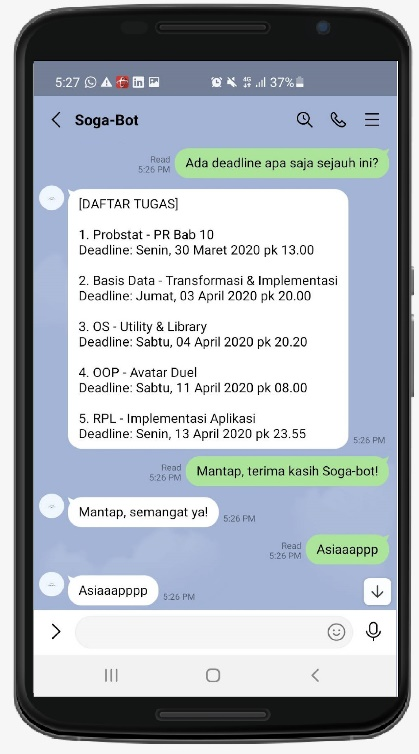 5:27
4G
37%
Soga-Bot
Read
5:26 PM
Ada deadline apa saja sejauh ini?
[DAFTAR TUGAS]
1. Probstat - PR Bab 10
Deadline: Senin, 30 Maret 2020 pk 13.00
2. Basis Data - Transformasi & Implementasi
Deadline: Jumat, 03 April 2020 pk 20.00
3. OS - Utility & Library
Deadline: Sabtu, 04 April 2020 pk 20.20
4. OOP - Avatar Duel
Deadline: Sabtu, 11 April 2020 pk 08.00
5. RPL - Implementasi Aplikasi
Deadline: Senin, 13 April 2020 pk 23.55
5:26 PM
Read
5:26 PM
Mantap, terima kasih Soga-bot!
Mantap, semangat ya!
5:26 PM
Read
5:26 PM
Asiaaappp
Asiaaapppp
5:26 PM